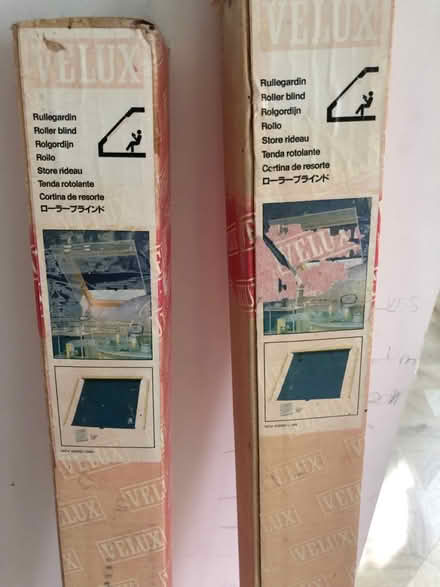 VELUX
Rullegardin
Roller blind
Rolgordijn
Rollo
Store rideau
Tenda rotolante
Cortina de resorte
ローラーブラインド
VELUX
VELUX
VELUX
Rullegardin
Roller blind
Rolgordijn
Rollo
Store rideau
Tenda rotolante
Cortina de resorte
ローラーブラインド
VELUX
VELUX
VELUX
VELUX